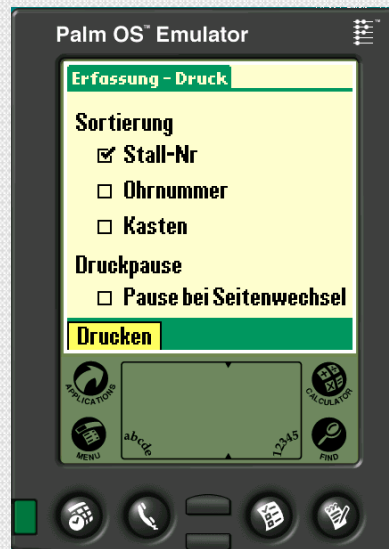 Palm OS™ Emulator
Erfassung - Druck
Sortierung
Stall-Nr
Ohrnummer
Kasten
Druckpause
Pause bei Seitenwechsel
Drucken
APPLICATIONS
CALCULATOR
MENU
abcde
12345
FIND